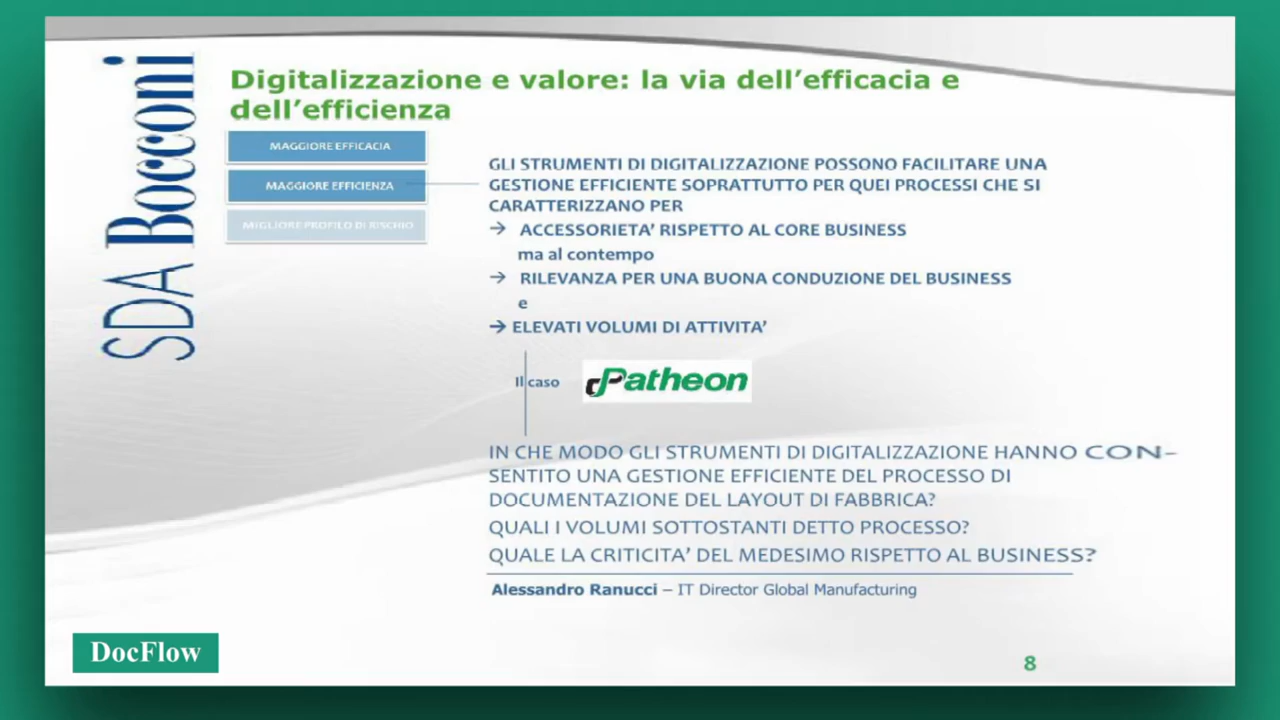 SDA Bocconi
Digitalizzazione e valore: la via dell'efficacia e
dell'efficienza
MAGGIORE EFFICACIA
MAGGIORE EFFICIENZA
MIGLIORE PROFILO DI RISCHIO
GLI STRUMENTI DI DIGITALIZZAZIONE POSSONO FACILITARE UNA
GESTIONE EFFICIENTE SOPRATTUTTO PER QUEI PROCESSI CHE SI
CARATTERIZZANO PER
→ ACCESSORIETA' RISPETTO AL CORE BUSINESS
ma al contempo
→ RILEVANZA PER UNA BUONA CONDUZIONE DEL BUSINESS
e
→ ELEVATI VOLUMI DI ATTIVITA'
Il caso
Patheon
IN CHE MODO GLI STRUMENTI DI DIGITALIZZAZIONE HANNO CON-
SENTITO UNA GESTIONE EFFICIENTE DEL PROCESSO DI
DOCUMENTAZIONE DEL LAYOUT DI FABBRICA?
QUALI I VOLUMI SOTTOSTANTI DETTO PROCESSO?
QUALE LA CRITICITA' DEL MEDESIMO RISPETTO AL BUSINESS?
Alessandro Ranucci – IT Director Global Manufacturing
DocFlow
8